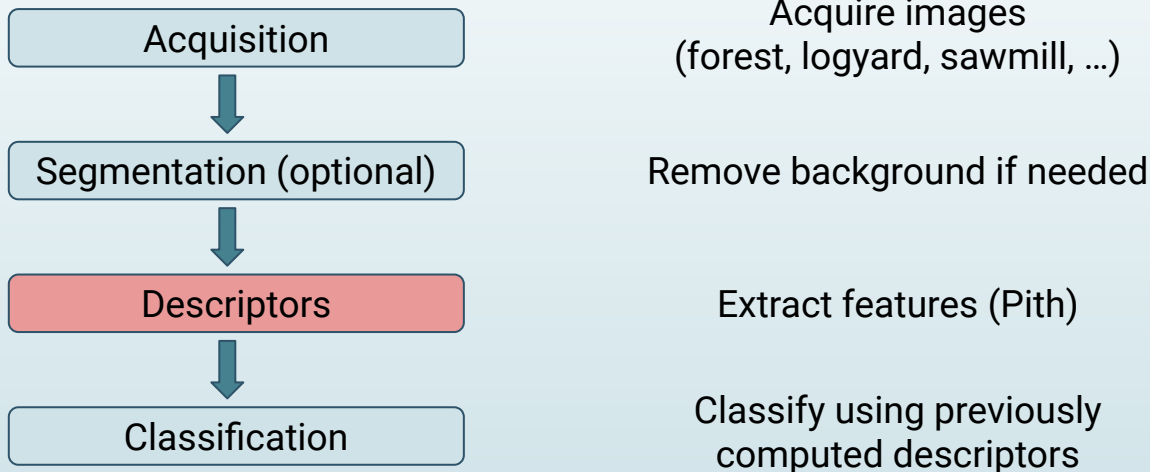 Acquisition
Acquire images
(forest, logyard, sawmill, …)
Segmentation (optional)
Remove background if needed
Descriptors
Extract features (Pith)
Classification
Classify using previously
computed descriptors